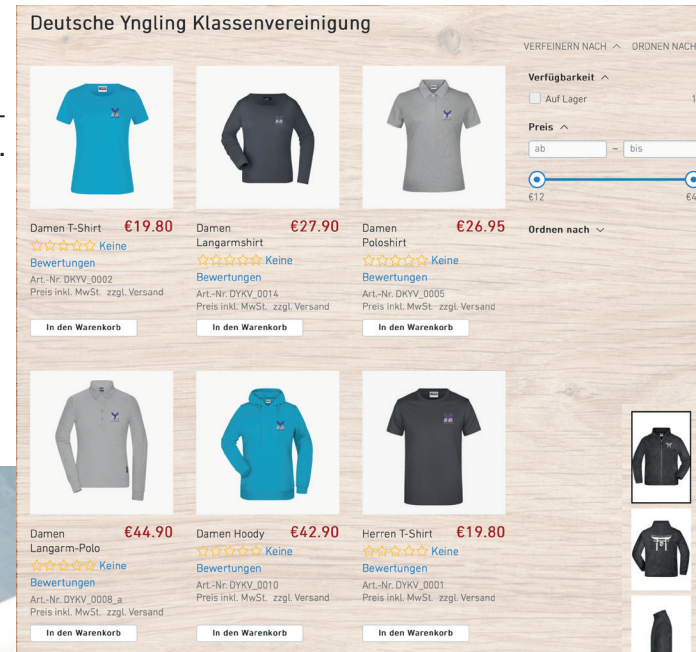 Deutsche Yngling Klassenvereinigung
VERFEINERN NACH ORDNEN NACH
Verfügbarkeit
Auf Lager
Preis
ab – bis
€12
Ordnen nach
Damen T-Shirt €19.80
Keine
Bewertungen
Art.-Nr. DKYV_0002
Preis inkl. MwSt. zzgl. Versand
In den Warenkorb
Damen €27.90
Langarmshirt
Keine
Bewertungen
Art.-Nr. DYKV_0014
Preis inkl. MwSt. zzgl. Versand
In den Warenkorb
Damen €26.95
Poloshirt
Keine
Bewertungen
Art.-Nr. DKYV_0005
Preis inkl. MwSt. zzgl. Versand
In den Warenkorb
Damen €44.90
Langarm-Polo
Keine
Bewertungen
Art.-Nr. DYKV_0008_a
Preis inkl. MwSt. zzgl. Versand
In den Warenkorb
Damen Hoody €42.90
Keine
Bewertungen
Art.-Nr. DYKV_0010
Preis inkl. MwSt. zzgl. Versand
In den Warenkorb
Herren T-Shirt €19.80
Keine
Bewertungen
Art.-Nr. DYKV_0001
Preis inkl. MwSt. zzgl. Versand
In den Warenkorb